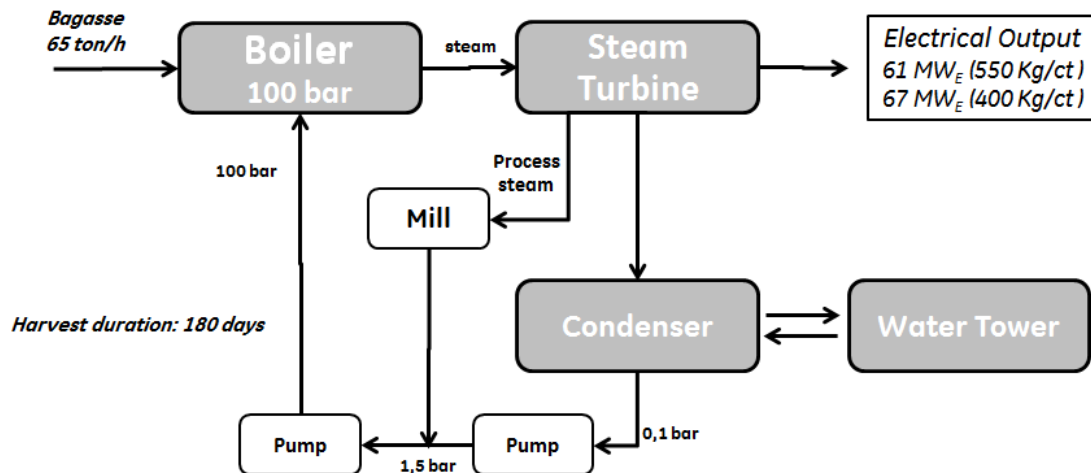 Bagasse
65 ton/h
Boiler
100 bar
steam
Steam
Turbine
Electrical Output
61 MWE (550 Kg/ct )
67 MWE (400 Kg/ct )
100 bar
Process
steam
Mill
Harvest duration: 180 days
Condenser
Water Tower
Pump
1,5 bar
Pump
0,1 bar